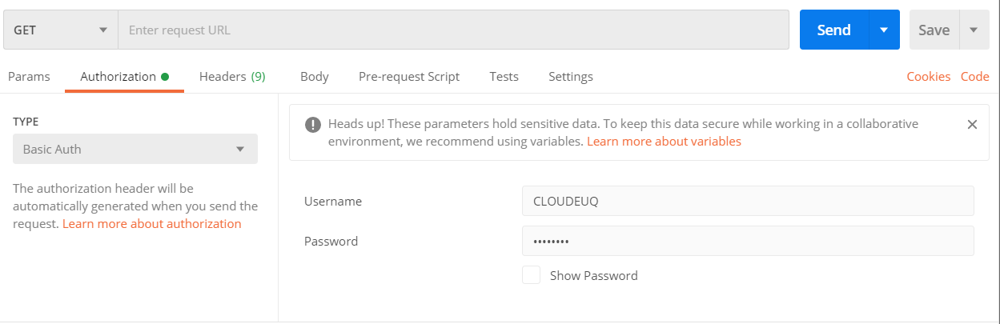 GET Enter request URL Send Save
Params Authorization Headers (9) Body Pre-request Script Tests Settings Cookies Code
TYPE
Basic Auth
The authorization header will be
automatically generated when you send the
request. Learn more about authorization
Heads up! These parameters hold sensitive data. To keep this data secure while working in a collaborative
environment, we recommend using variables. Learn more about variables
Username CLOUDEUQ
Password ••••••••
Show Password